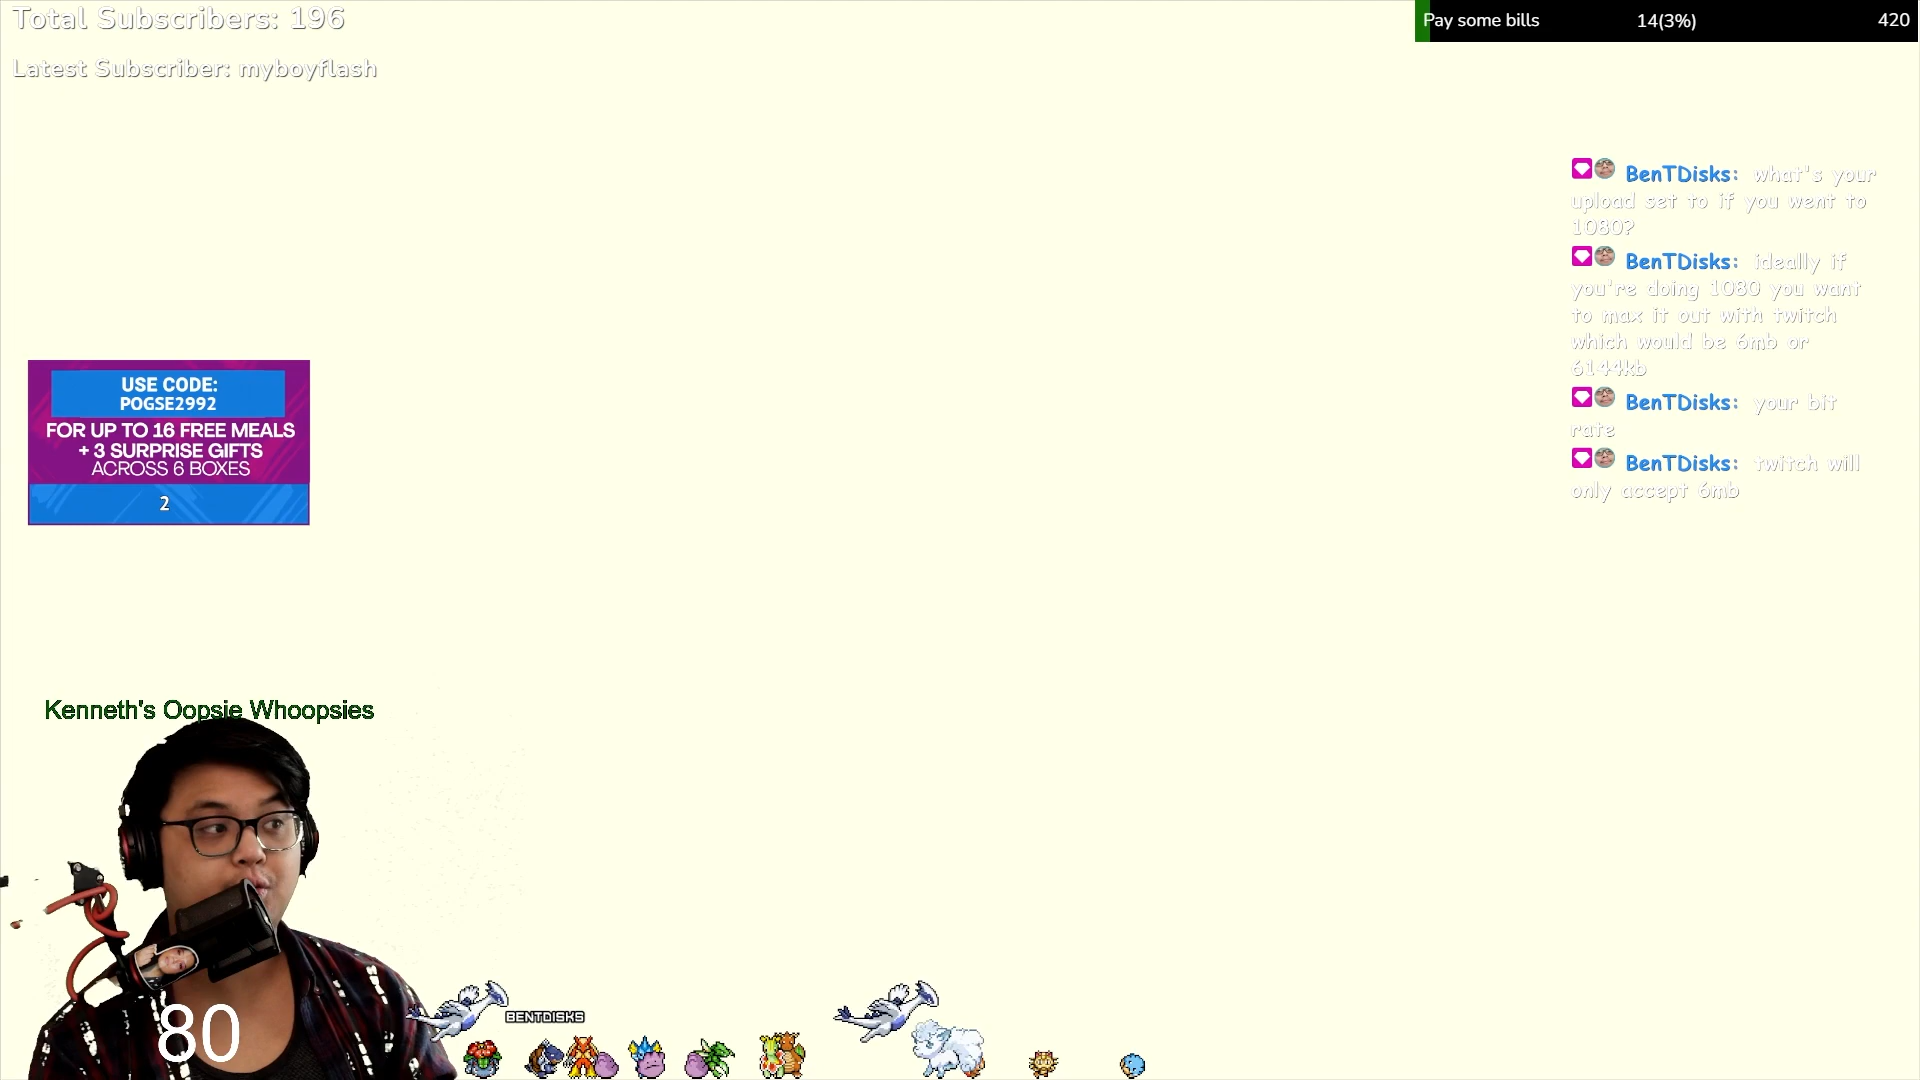 Total Subscribers: 196
Latest Subscriber: myboyflash
Pay some bills 14(3%) 420
BenTDisks: what's your
upload set to if you went to
1080?
BenTDisks: ideally if
you're doing 1080 you want
to max it out with twitch
which would be 6mb or
6144kb
BenTDisks: your bit
rate
BenTDisks: twitch will
only accept 6mb
USE CODE:
POGSE2992
FOR UP TO 16 FREE MEALS
+ 3 SURPRISE GIFTS
ACROSS 6 BOXES
2
Kenneth's Oopsie Whoopsies
80
BENTDISKS